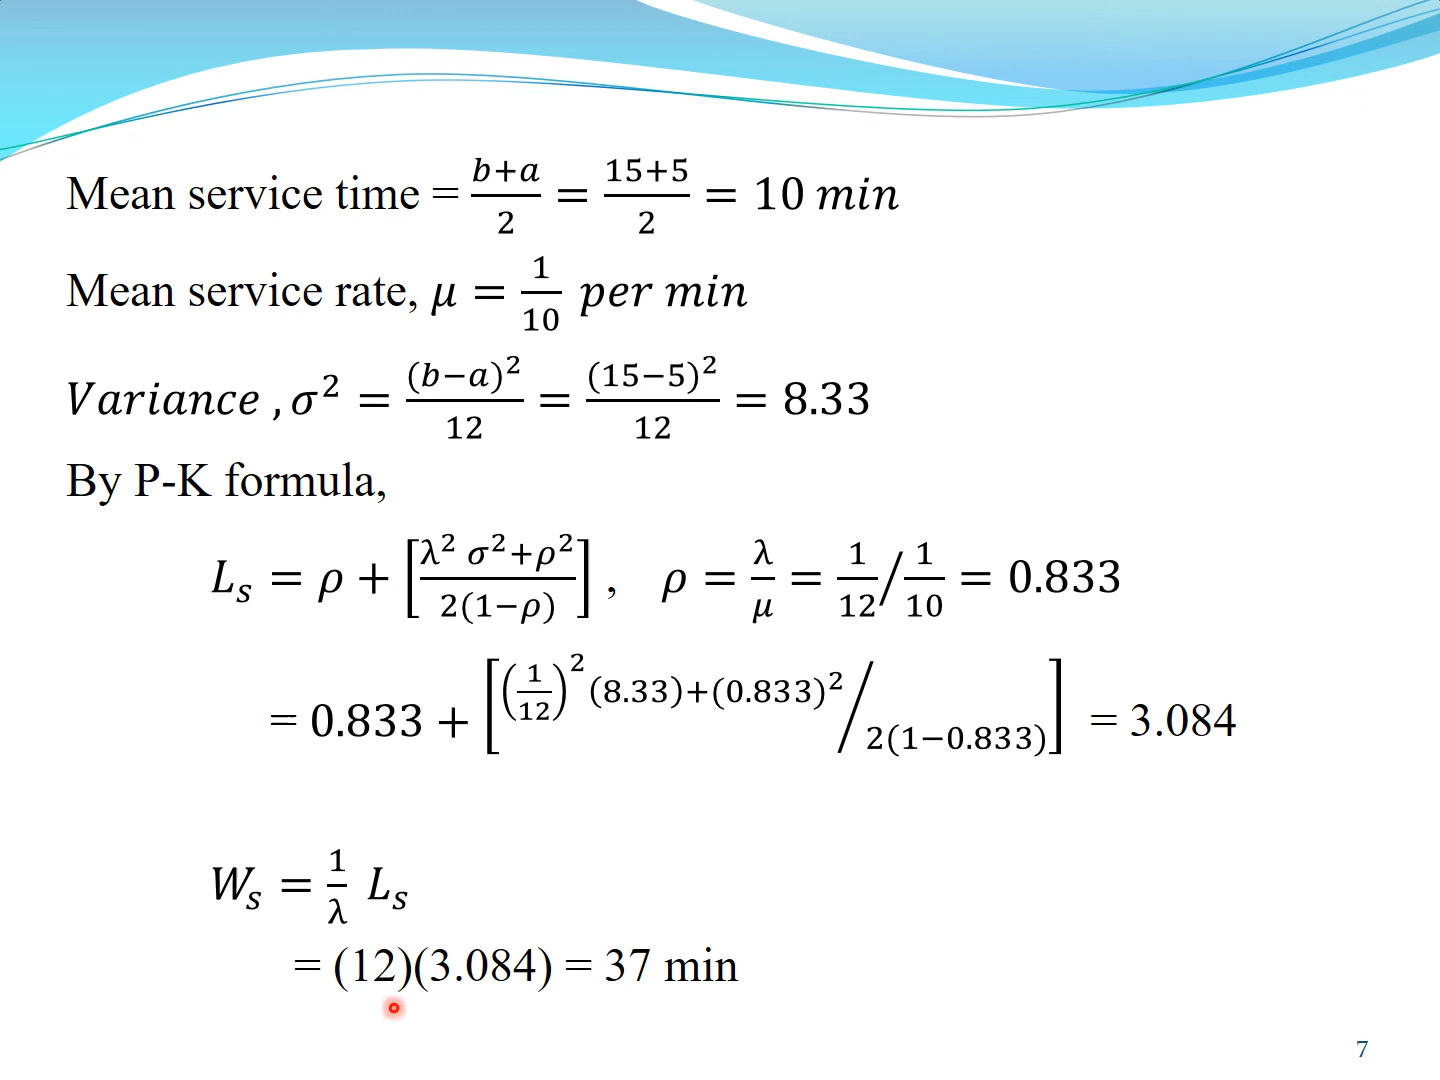 Mean service time = b+a/2 = 15+5/2 = 10 min
Mean service rate, μ = 1/10 per min
Variance , σ² = (b−a)²/12 = (15−5)²/12 = 8.33
By P-K formula,
Lₛ = ρ + [λ² σ²+ρ²/2(1−ρ)] , ρ = λ/μ = 1/12/1/10 = 0.833
= 0.833 + [(1/12)²(8.33)+(0.833)²/2(1−0.833)] = 3.084
Wₛ = 1/λ Lₛ
= (12)(3.084) = 37 min
7